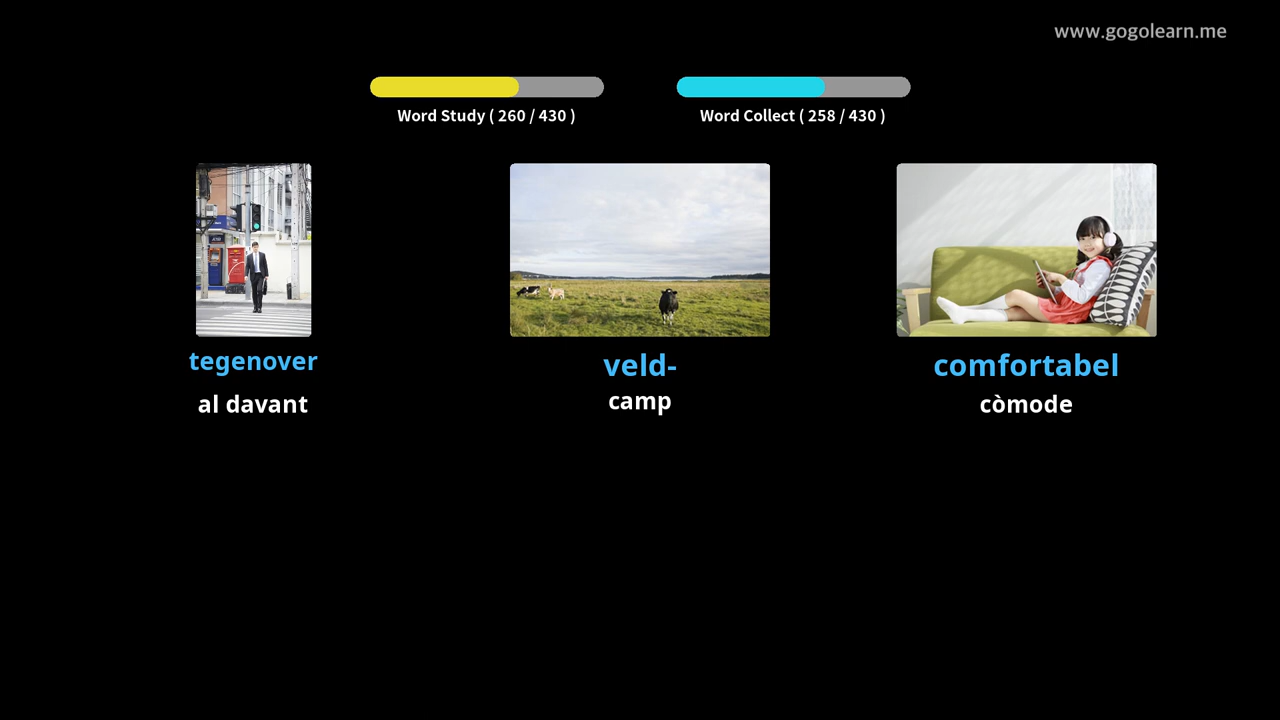 www.gogolearn.me
Word Study ( 260 / 430 )
Word Collect ( 258 / 430 )
tegenover
al davant
veld-
camp
comfortabel
còmode